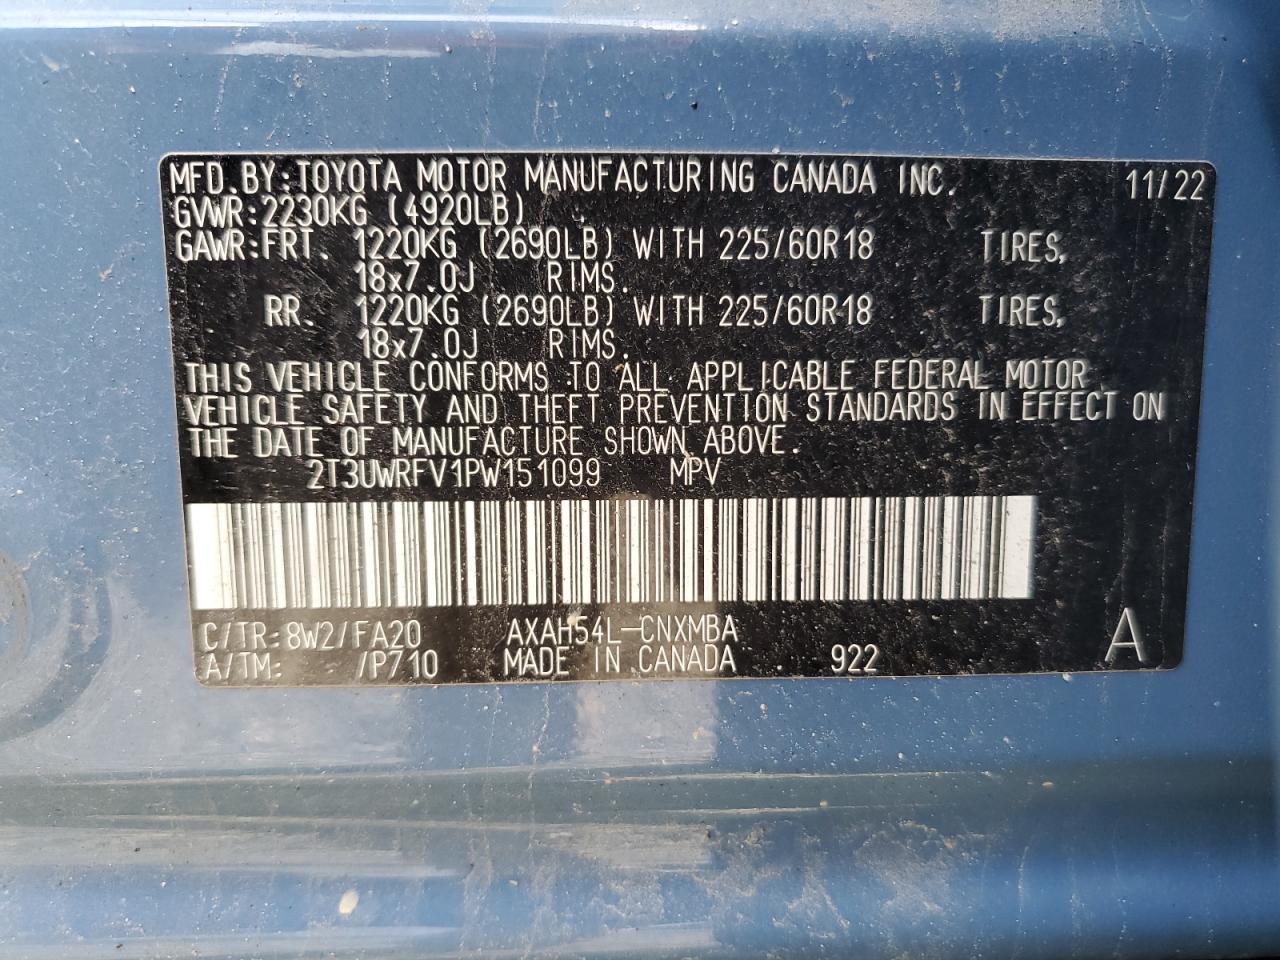 MFD.BY:TOYOTA MOTOR MANUFACTURING CANADA INC. 11/22
GVWR:2230KG (4920LB)
GAWR:FRT. 1220KG (2690LB) WITH 225/60R18 TIRES,
18x7.0J RIMS.
RR. 1220KG (2690LB) WITH 225/60R18 TIRES,
18x7.0J RIMS.
THIS VEHICLE CONFORMS TO ALL APPLICABLE FEDERAL MOTOR
VEHICLE SAFETY AND THEFT PREVENTION STANDARDS IN EFFECT ON
THE DATE OF MANUFACTURE SHOWN ABOVE.
2T3UWRFV1PW151099 MPV
C/TR:8W2/FA20 AXAH54L-CNXMBA A
A/TM: /P710 MADE IN CANADA 922